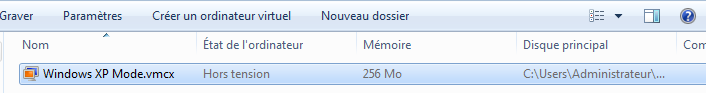 Graver Paramètres Créer un ordinateur virtuel Nouveau dossier
Nom État de l'ordinateur Mémoire Disque principal Com
Windows XP Mode.vmcx Hors tension 256 Mo C:\Users\Administrateur\...